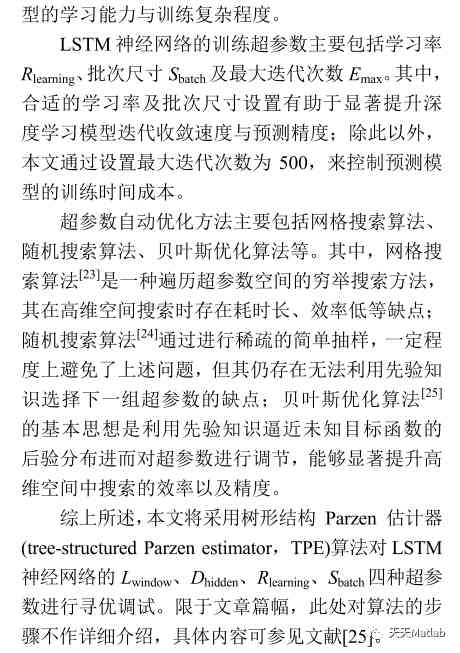 型的学习能力与训练复杂程度。
LSTM 神经网络的训练超参数主要包括学习率
Rlearning、批次尺寸 Sbatch 及最大迭代次数 Emax。其中，
合适的学习率及批次尺寸设置有助于显著提升深
度学习模型迭代收敛速度与预测精度；除此以外，
本文通过设置最大迭代次数为 500，来控制预测模
型的训练时间成本。
超参数自动优化方法主要包括网格搜索算法、
随机搜索算法、贝叶斯优化算法等。其中，网格搜
索算法[23]是一种遍历超参数空间的穷举搜索方法，
其在高维空间搜索时存在耗时长、效率低等缺点；
随机搜索算法[24]通过进行稀疏的简单抽样，一定程
度上避免了上述问题，但其仍存在无法利用先验知
识选择下一组超参数的缺点；贝叶斯优化算法[25]
的基本思想是利用先验知识逼近未知目标函数的
后验分布进而对超参数进行调节，能够显著提升高
维空间中搜索的效率以及精度。
综上所述，本文将采用树形结构 Parzen 估计器
(tree-structured Parzen estimator，TPE)算法对 LSTM
神经网络的 Lwindow、Dhidden、Rlearning、Sbatch 四种超参
数进行寻优调试。限于文章篇幅，此处对算法的步
骤不作详细介绍，具体内容可参见文献[25]。
天天Matlab